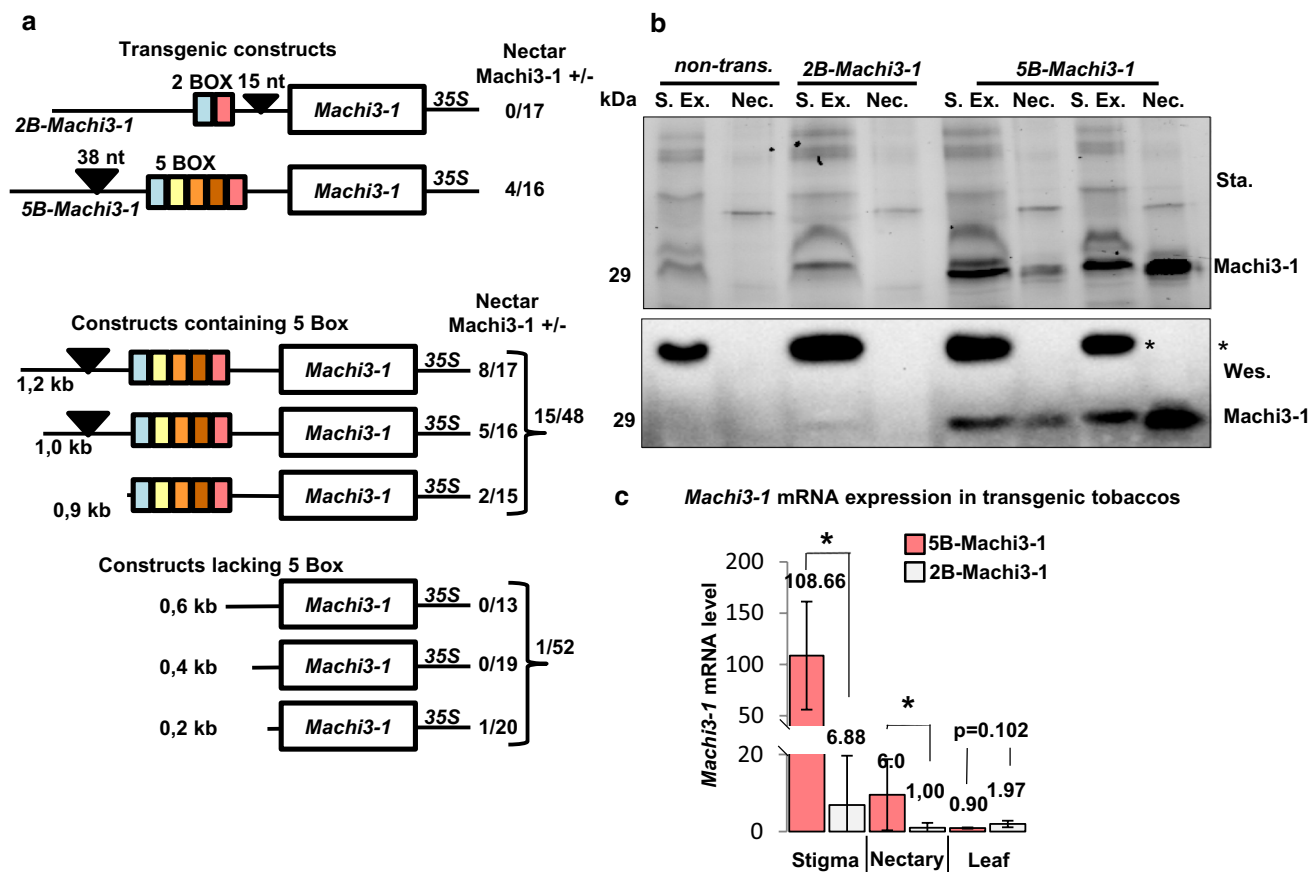 a
Transgenic constructs
Nectar
Machi3-1 +/-
2 BOX 15 nt
2B-Machi3-1
Machi3-1
35S
0/17
38 nt
5 BOX
5B-Machi3-1
Machi3-1
35S
4/16
Constructs containing 5 Box
Nectar
Machi3-1 +/-
1,2 kb
Machi3-1
35S
8/17
1,0 kb
Machi3-1
35S
5/16
15/48
0,9 kb
Machi3-1
35S
2/15
Constructs lacking 5 Box
0,6 kb
Machi3-1
35S
0/13
0,4 kb
Machi3-1
35S
0/19
1/52
0,2 kb
Machi3-1
35S
1/20
b
non-trans. 2B-Machi3-1 5B-Machi3-1
kDa
S. Ex. Nec. S. Ex. Nec. S. Ex. Nec. S. Ex. Nec.
Sta.
29
Machi3-1
* *
Wes.
29
Machi3-1
c
Machi3-1 mRNA expression in transgenic tobaccos
5B-Machi3-1
2B-Machi3-1
Machi3-1 mRNA level
200
150
100
50
20
0
*
108.66
6.88
*
6.0
1,00
p=0.102
0.90
1.97
Stigma Nectary Leaf